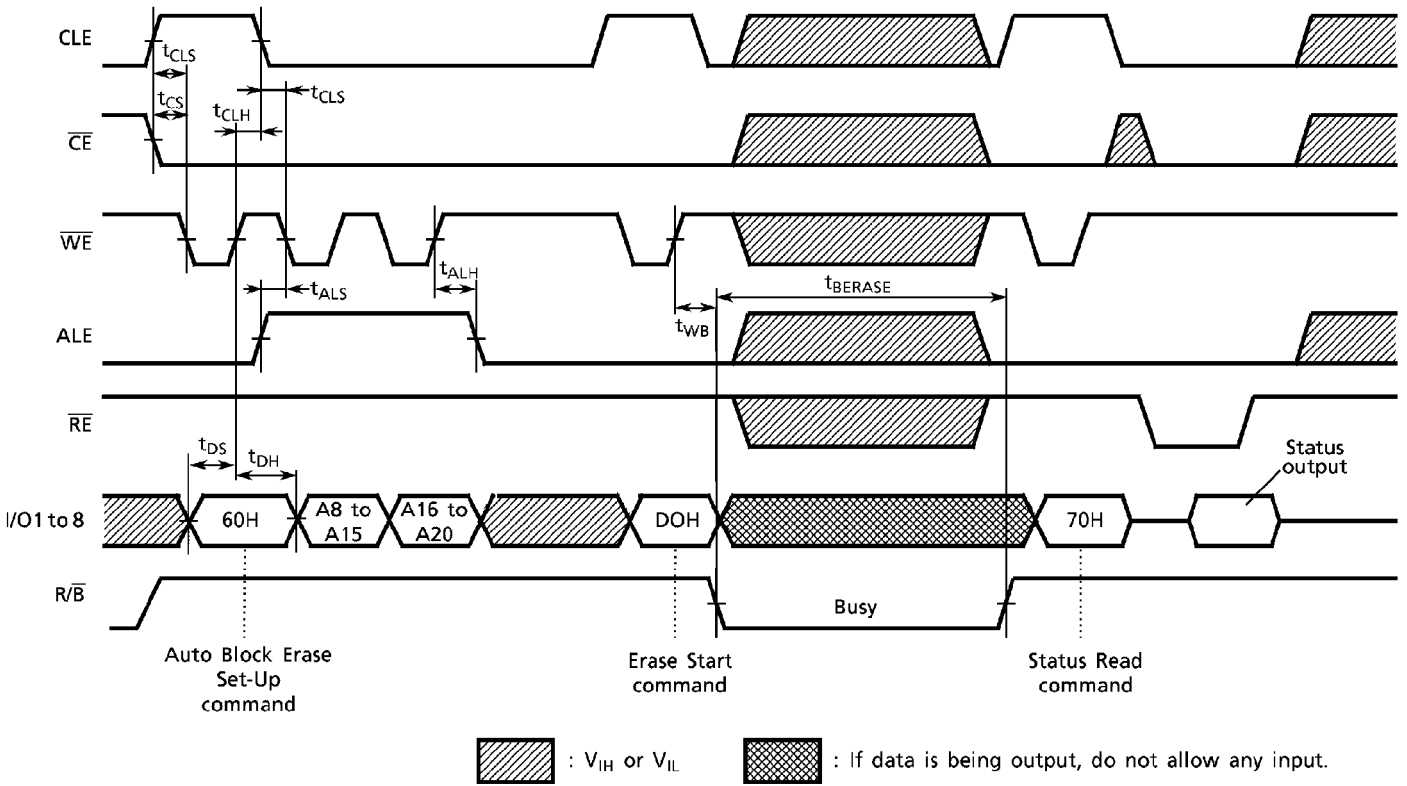 CLE
tCLS
tCLS
tCS
tCLH
CE
WE
tALH
tBERASE
tALS
tWB
ALE
RE
tDS
tDH
Status
output
I/O1 to 8
60H
A8 to
A15
A16 to
A20
DOH
70H
R/B
Busy
Auto Block Erase
Set-Up
command
Erase Start
command
Status Read
command
: VIH or VIL
: If data is being output, do not allow any input.